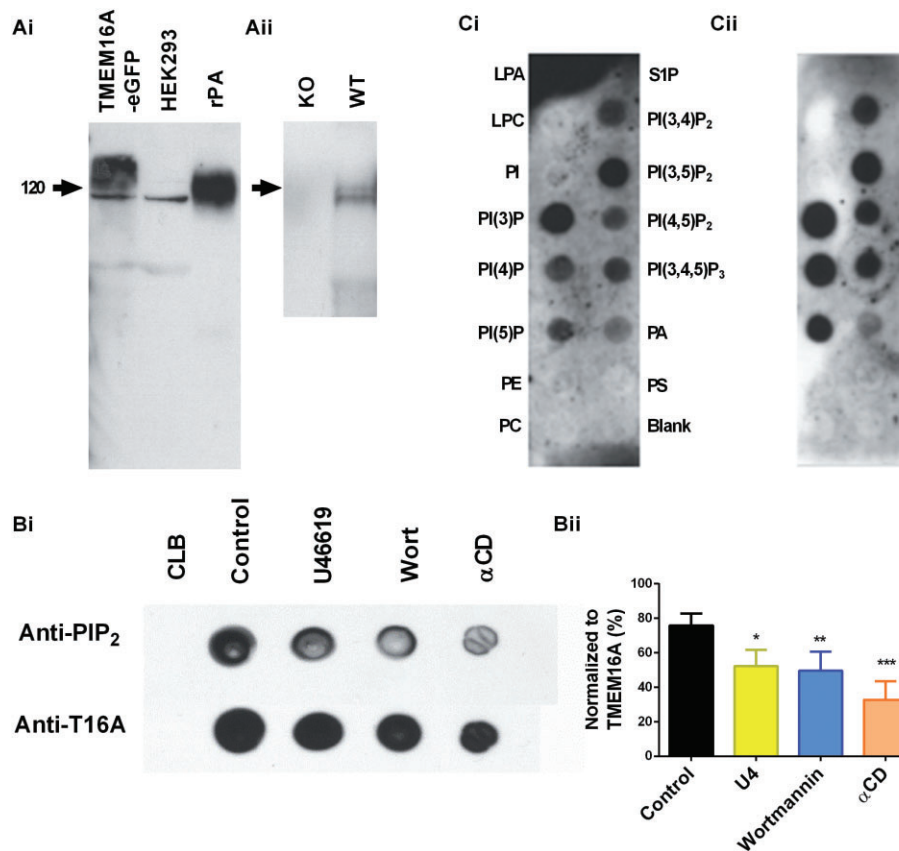 Ai
TMEM16A
-eGFP
HEK293
rPA
120
Aii
KO
WT
Ci
LPA
LPC
PI
PI(3)P
PI(4)P
PI(5)P
PE
PC
S1P
PI(3,4)P₂
PI(3,5)P₂
PI(4,5)P₂
PI(3,4,5)P₃
PA
PS
Blank
Cii
Bi
CLB
Control
U46619
Wort
αCD
Anti-PIP₂
Anti-T16A
Bii
Normalized to
TMEM16A (%)
100
80
60
40
20
0
*
**
***
Control
U4
Wortmannin
αCD